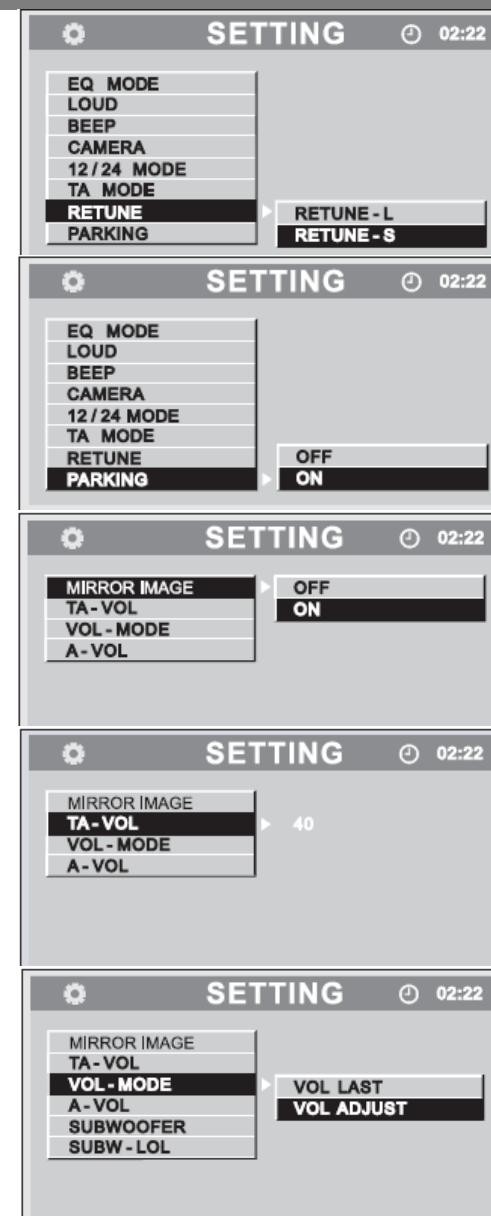 SETTING 02:22
EQ MODE
LOUD
BEEP
CAMERA
12 / 24 MODE
TA MODE
RETUNE RETUNE - L
PARKING RETUNE - S
SETTING 02:22
EQ MODE
LOUD
BEEP
CAMERA
12 / 24 MODE
TA MODE
RETUNE OFF
PARKING ON
SETTING 02:22
MIRROR IMAGE OFF
TA - VOL ON
VOL - MODE
A - VOL
SETTING 02:22
MIRROR IMAGE
TA - VOL 40
VOL - MODE
A - VOL
SETTING 02:22
MIRROR IMAGE
TA - VOL
VOL - MODE VOL LAST
A - VOL VOL ADJUST
SUBWOOFER
SUBW - LOL